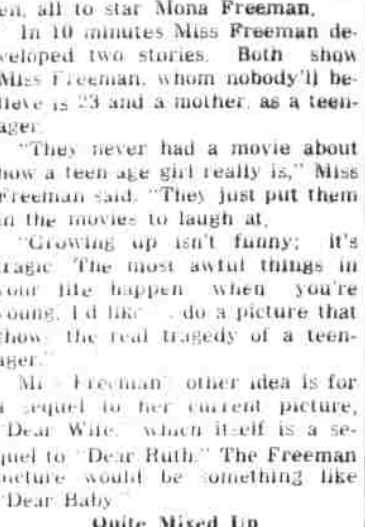 en, all to star Mona Freeman.
In 10 minutes Miss Freeman de-
veloped two stories. Both show
Miss Freeman, whom nobody'll be-
lieve is 23 and a mother, as a teen-
ager.
"They never had a movie about
how a teen age girl really is," Miss
Freeman said. "They just put them
in the movies to laugh at.
"Growing up isn't funny; it's
tragic. The most awful things in
your life happen when you're
young. I'd like do a picture that
shows the real tragedy of a teen-
ager."
Miss Freeman's other idea is for
a sequel to her current picture,
"Dear Wife," which itself is a se-
quel to "Dear Ruth." The Freeman
picture would be something like
"Dear Baby."
Quite Mixed Up